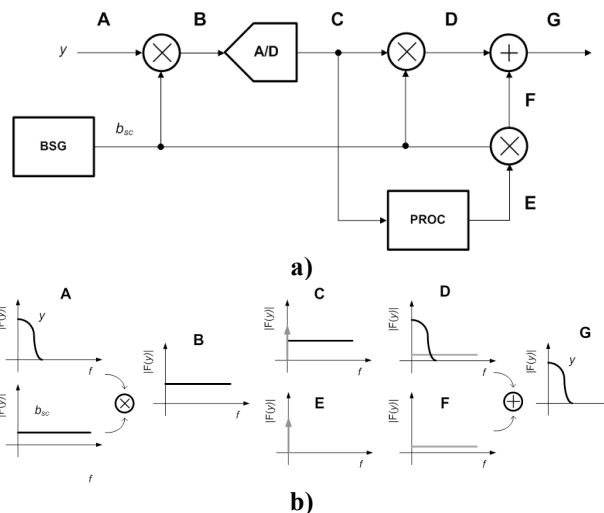 A B C D G
y
A/D
F
b_sc
BSG
E
PROC
a)
A
B
C
D
G
|F(y)|
y
f
b_sc
|F(y)|
f
|F(y)|
f
|F(y)|
f
|F(y)|
f
|F(y)|
y
f
E
F
|F(y)|
f
|F(y)|
f
f
b)